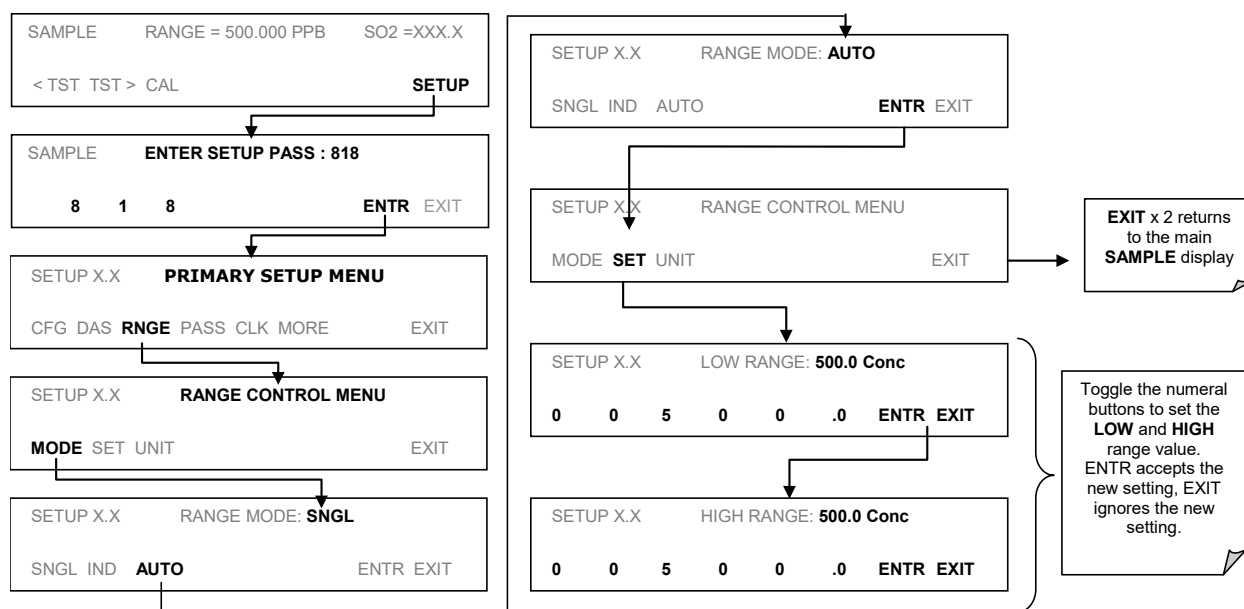 SAMPLE RANGE = 500.000 PPB SO2 =XXX.X
< TST TST > CAL SETUP
SAMPLE ENTER SETUP PASS : 818
8 1 8 ENTR EXIT
SETUP X.X PRIMARY SETUP MENU
CFG DAS RNGE PASS CLK MORE EXIT
SETUP X.X RANGE CONTROL MENU
MODE SET UNIT EXIT
SETUP X.X RANGE MODE: SNGL
SNGL IND AUTO ENTR EXIT
SETUP X.X RANGE MODE: AUTO
SNGL IND AUTO ENTR EXIT
SETUP X.X RANGE CONTROL MENU
MODE SET UNIT EXIT
EXIT x 2 returns
to the main
SAMPLE display
SETUP X.X LOW RANGE: 500.0 Conc
0 0 5 0 0 .0 ENTR EXIT
SETUP X.X HIGH RANGE: 500.0 Conc
0 0 5 0 0 .0 ENTR EXIT
Toggle the numeral
buttons to set the
LOW and HIGH
range value.
ENTR accepts the
new setting, EXIT
ignores the new
setting.